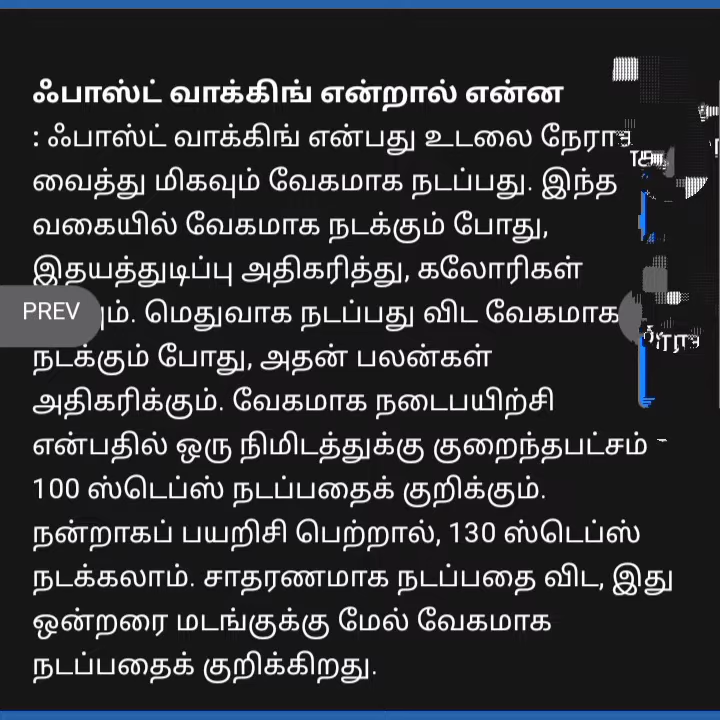 ஃபாஸ்ட் வாக்கிங் என்றால் என்ன
: ஃபாஸ்ட் வாக்கிங் என்பது உடலை
வைத்து மிகவும் வேகமாக நடப்பது. இந்த
வகையில் வேகமாக நடக்கும் போது,
இதயத்துடிப்பு அதிகரித்து, கலோரிகள்
PREV
மெதுவாக நடப்பது விட வேகமாக
நடக்கும் போது, அதன் பலன்கள்
அதிகரிக்கும். வேகமாக நடைபயிற்சி
என்பதில் ஒரு நிமிடத்துக்கு குறைந்தபட்சம்
100 ஸ்டெப்ஸ் நடப்பதைக் குறிக்கும்.
நன்றாகப் பயறிசி பெற்றால், 130 ஸ்டெப்ஸ்
நடக்கலாம். சாதரணமாக நடப்பதை விட, இது
ஒன்றரை மடங்குக்கு மேல் வேகமாக
நடப்பதைக் குறிக்கிறது.